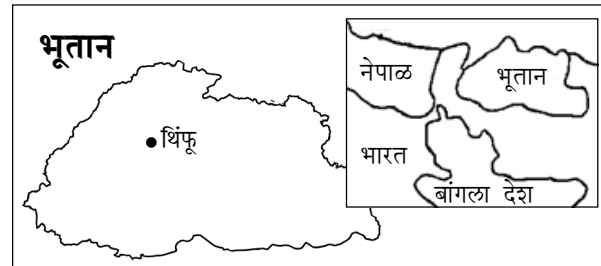 भूतान
थिंफू
नेपाळ
भूतान
भारत
बांगला देश